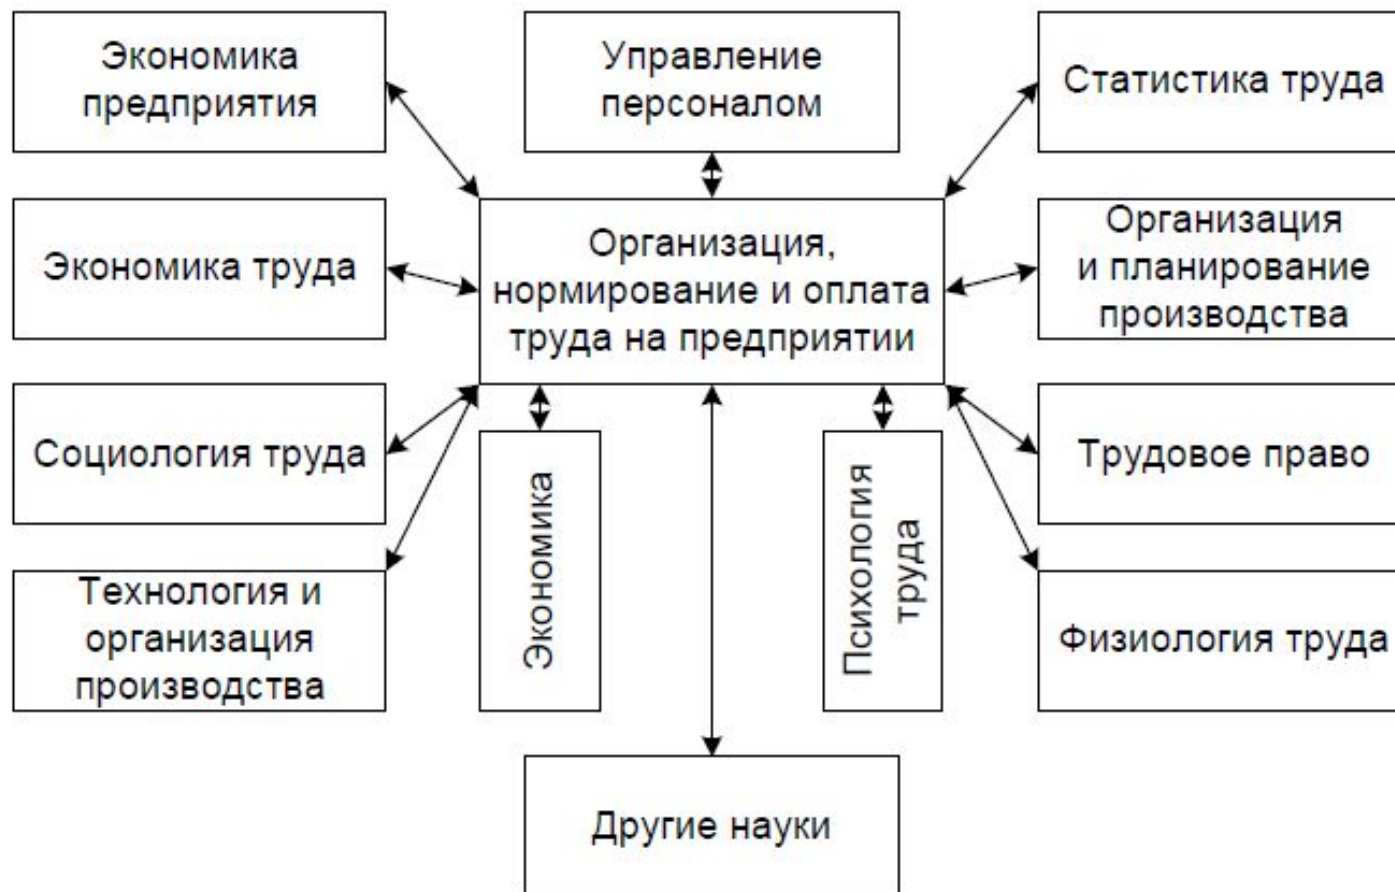 Экономика
предприятия
Управление
персоналом
Статистика труда
Экономика труда
Организация,
нормирование и оплата
труда на предприятии
Организация
и планирование
производства
Социология труда
Экономика
Психология
труда
Трудовое право
Технология и
организация
производства
Физиология труда
Другие науки